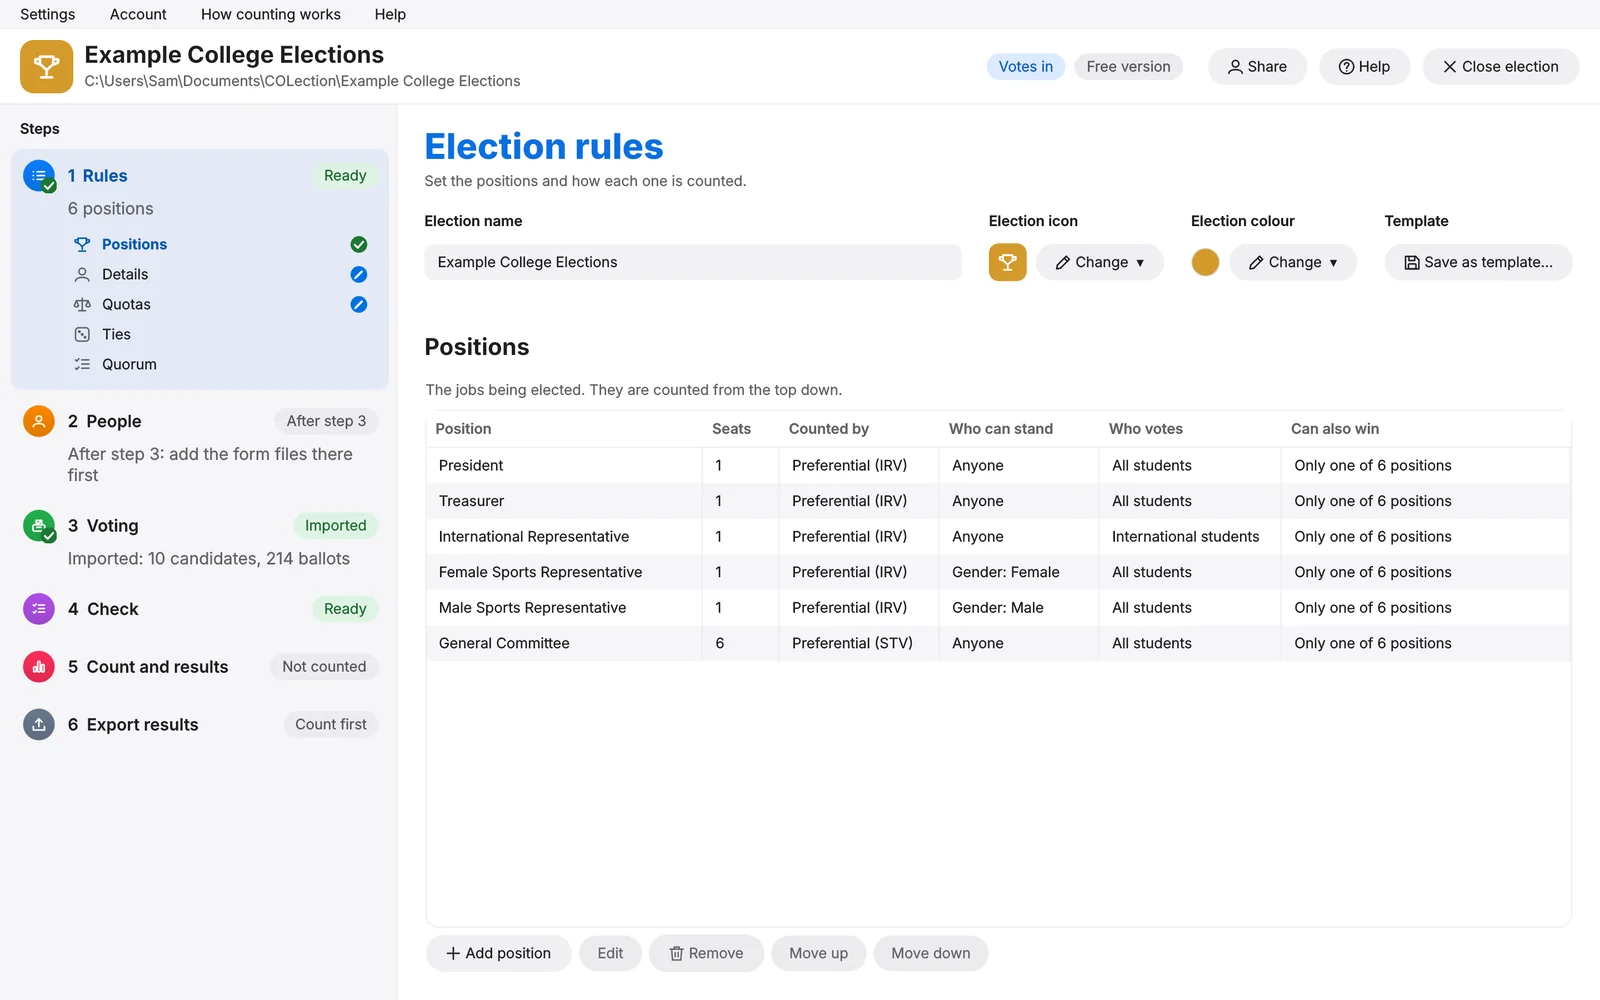 Settings Account How counting works Help
Example College Elections
C:\Users\Sam\Documents\COLection\Example College Elections
Votes in Free version Share Help Close election
Steps
1 Rules Ready
6 positions
Positions
Details
Quotas
Ties
Quorum
2 People After step 3
After step 3: add the form files there
first
3 Voting Imported
Imported: 10 candidates, 214 ballots
4 Check Ready
5 Count and results Not counted
6 Export results Count first
Election rules
Set the positions and how each one is counted.
Election name Election icon Election colour Template
Example College Elections Change ▾ Change ▾ Save as template...
Positions
The jobs being elected. They are counted from the top down.
Position Seats Counted by Who can stand Who votes Can also win
President 1 Preferential (IRV) Anyone All students Only one of 6 positions
Treasurer 1 Preferential (IRV) Anyone All students Only one of 6 positions
International Representative 1 Preferential (IRV) Anyone International students Only one of 6 positions
Female Sports Representative 1 Preferential (IRV) Gender: Female All students Only one of 6 positions
Male Sports Representative 1 Preferential (IRV) Gender: Male All students Only one of 6 positions
General Committee 6 Preferential (STV) Anyone All students Only one of 6 positions
Add position Edit Remove Move up Move down